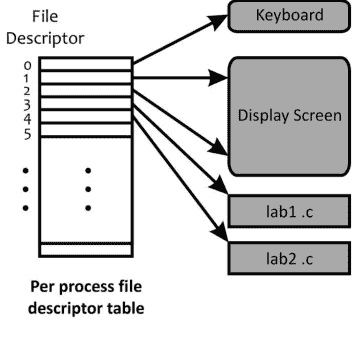 File
Descriptor
Keyboard
0
1
2
3
4
5
Display Screen
lab1 .c
lab2 .c
Per process file
descriptor table